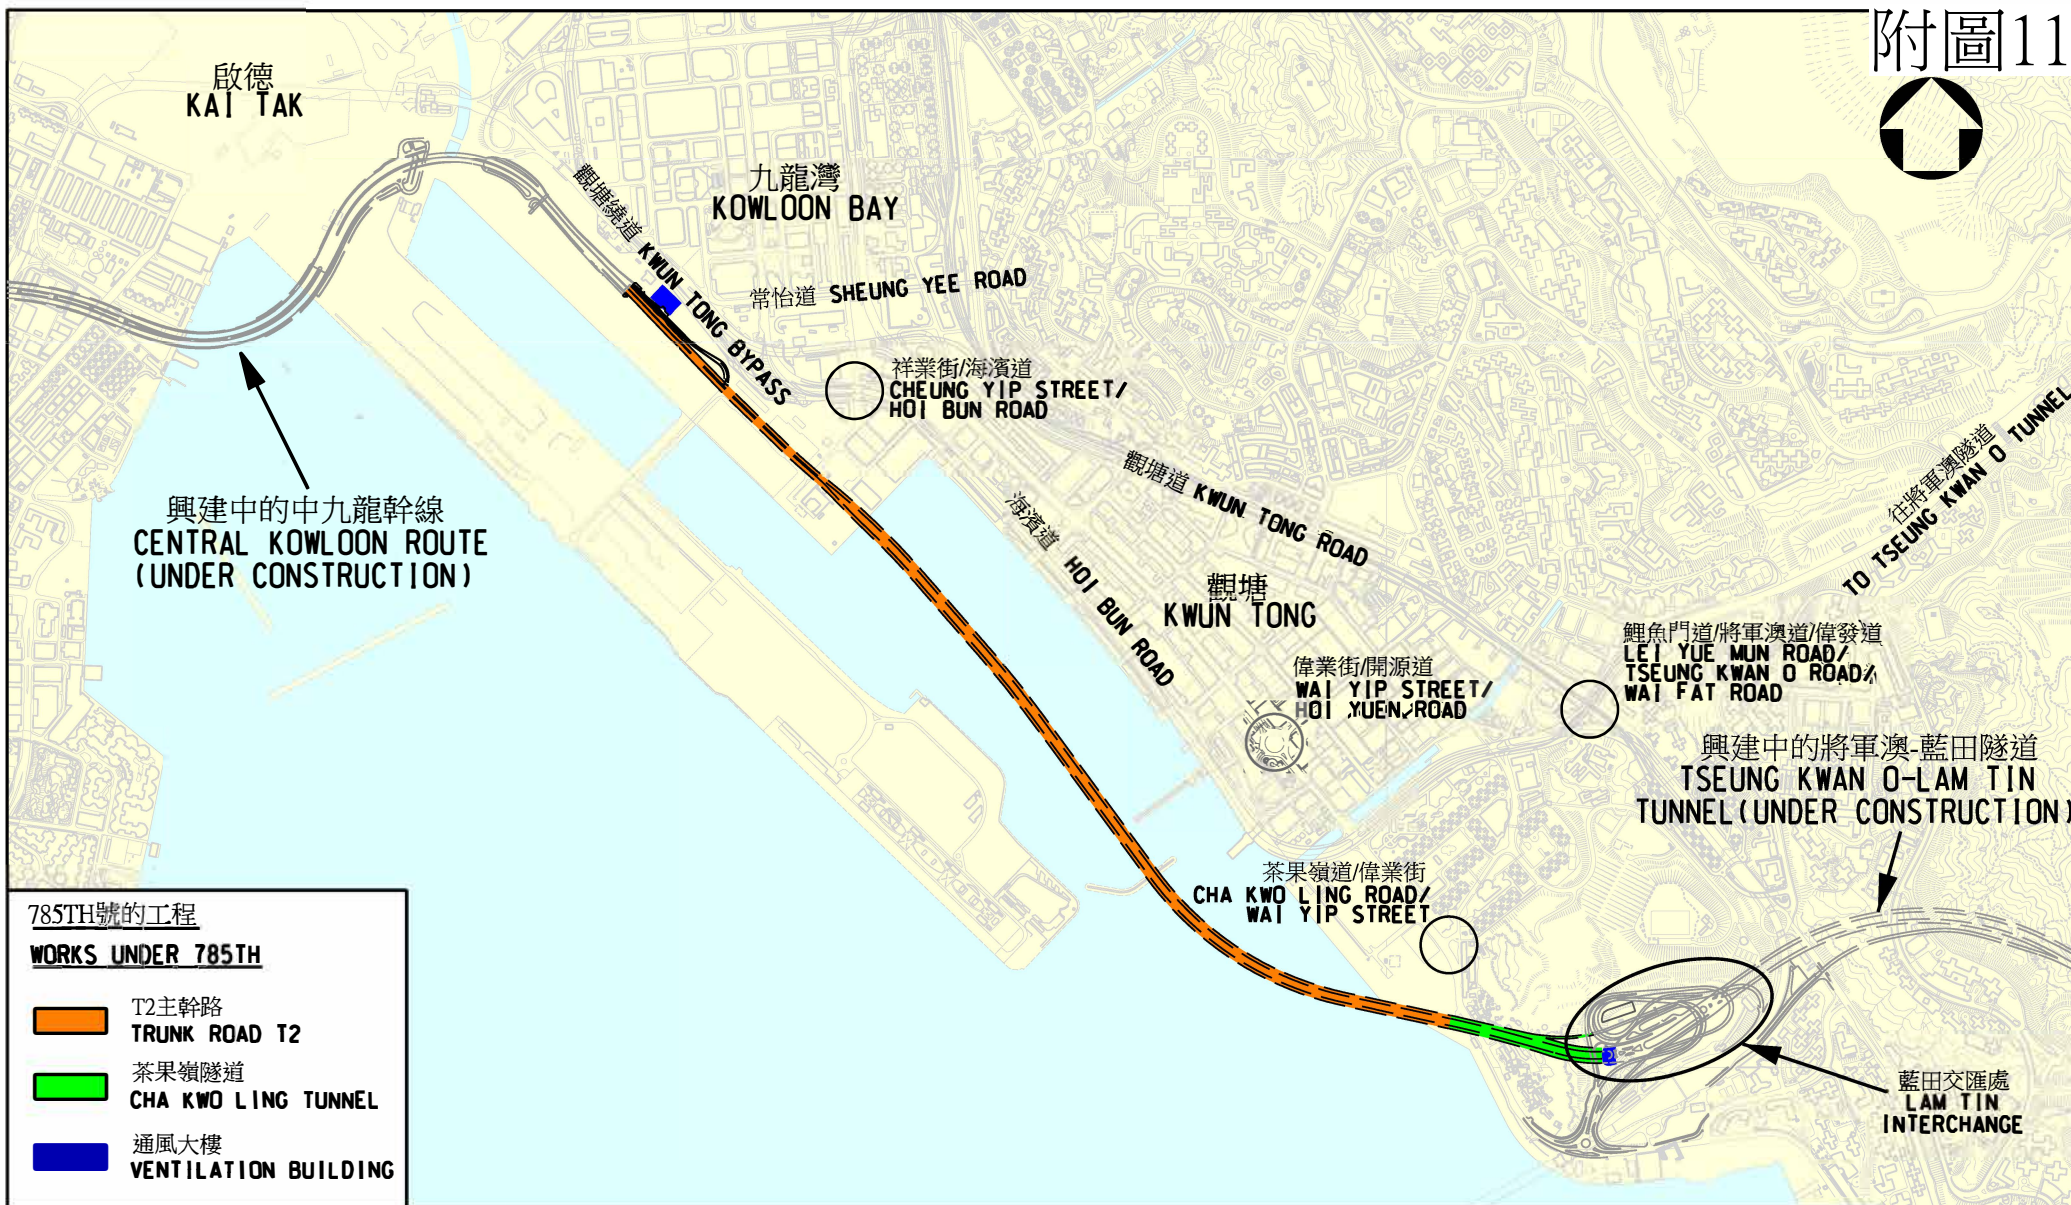 附圖11
啟德
KAI TAK
九龍灣
KOWLOON BAY
觀塘繞道 KWUN TONG BYPASS
常怡道 SHEUNG YEE ROAD
祥業街/海濱道
CHEUNG YIP STREET/
HOI BUN ROAD
觀塘道 KWUN TONG ROAD
往將軍澳隧道
TO TSEUNG KWAN O TUNNEL
興建中的中九龍幹線
CENTRAL KOWLOON ROUTE
(UNDER CONSTRUCTION)
海濱道 HOI BUN ROAD
觀塘
KWUN TONG
偉業街/開源道
WAI YIP STREET/
HOI YUEN ROAD
鯉魚門道/將軍澳道/偉發道
LEI YUE MUN ROAD/
TSEUNG KWAN O ROAD/
WAI FAT ROAD
興建中的將軍澳-藍田隧道
TSEUNG KWAN O-LAM TIN
TUNNEL(UNDER CONSTRUCTION)
茶果嶺道/偉業街
CHA KWO LING ROAD/
WAI YIP STREET
藍田交匯處
LAM TIN
INTERCHANGE
785TH號的工程
WORKS UNDER 785TH
T2主幹路
TRUNK ROAD T2
茶果嶺隧道
CHA KWO LING TUNNEL
通風大樓
VENTILATION BUILDING